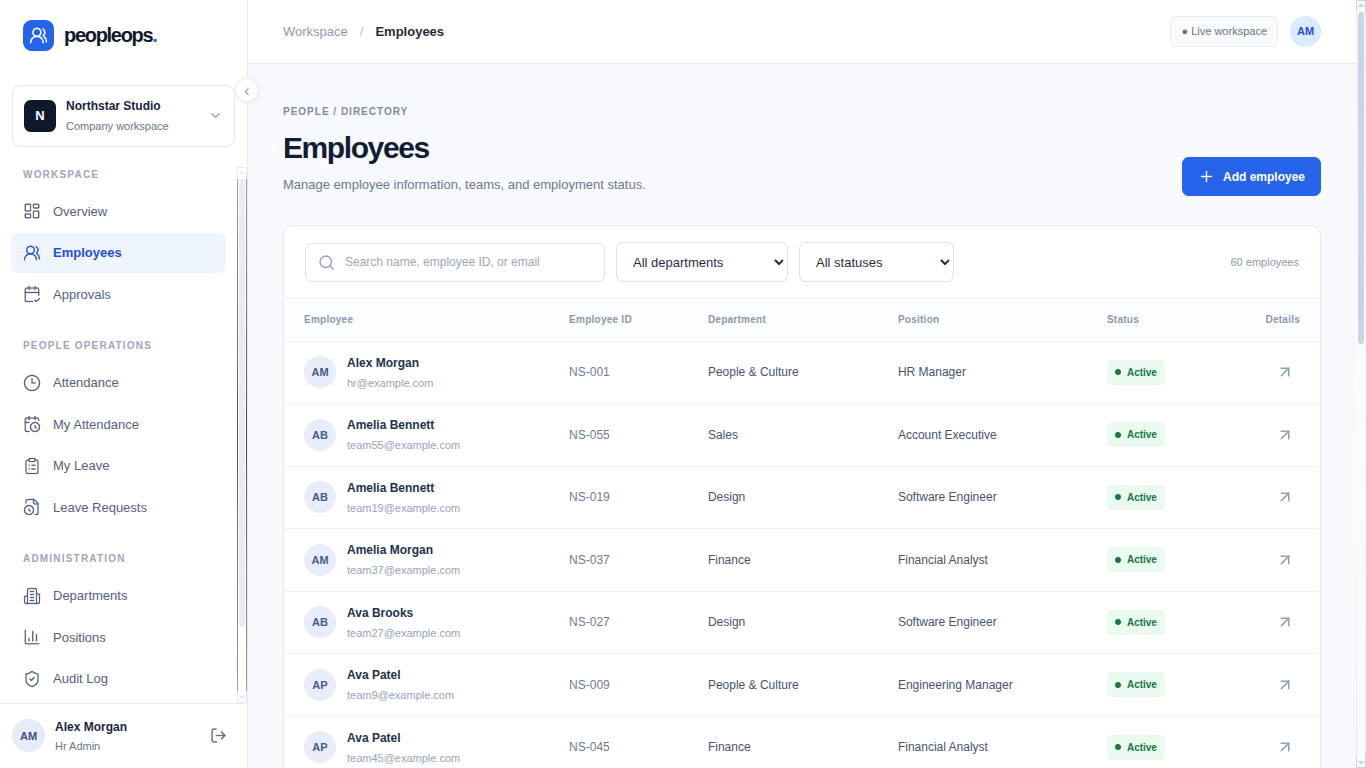 peopleops.
Workspace / Employees
Live workspace
AM
N
Northstar Studio
Company workspace
WORKSPACE
Overview
Employees
Approvals
PEOPLE OPERATIONS
Attendance
My Attendance
My Leave
Leave Requests
ADMINISTRATION
Departments
Positions
Audit Log
AM
Alex Morgan
Hr Admin
PEOPLE / DIRECTORY
Employees
Manage employee information, teams, and employment status.
Add employee
Search name, employee ID, or email
All departments
All statuses
60 employees
Employee Employee ID Department Position Status Details
AM Alex Morgan hr@example.com NS-001 People & Culture HR Manager Active
AB Amelia Bennett team55@example.com NS-055 Sales Account Executive Active
AB Amelia Bennett team19@example.com NS-019 Design Software Engineer Active
AM Amelia Morgan team37@example.com NS-037 Finance Financial Analyst Active
AB Ava Brooks team27@example.com NS-027 Design Software Engineer Active
AP Ava Patel team9@example.com NS-009 People & Culture Engineering Manager Active
AP Ava Patel team45@example.com NS-045 Finance Financial Analyst Active